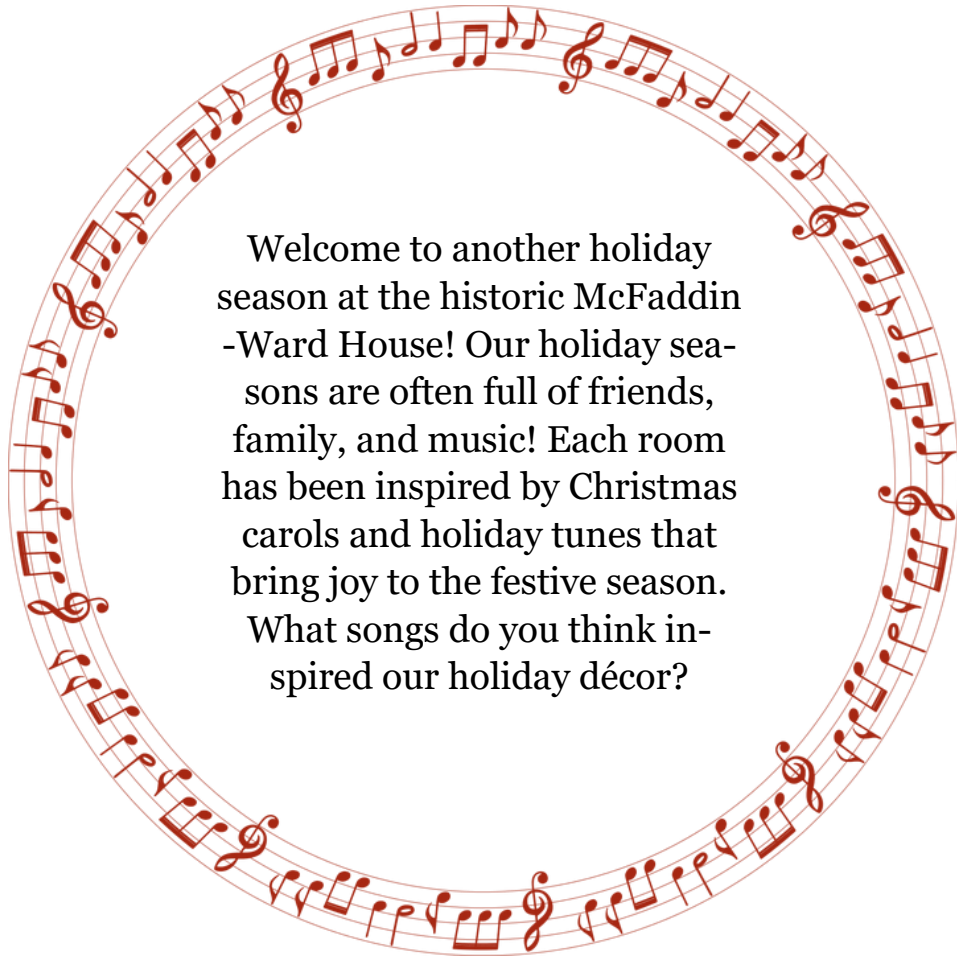 Welcome to another holiday
season at the historic McFaddin
-Ward House! Our holiday sea-
sons are often full of friends,
family, and music! Each room
has been inspired by Christmas
carols and holiday tunes that
bring joy to the festive season.
What songs do you think in-
spired our holiday décor?